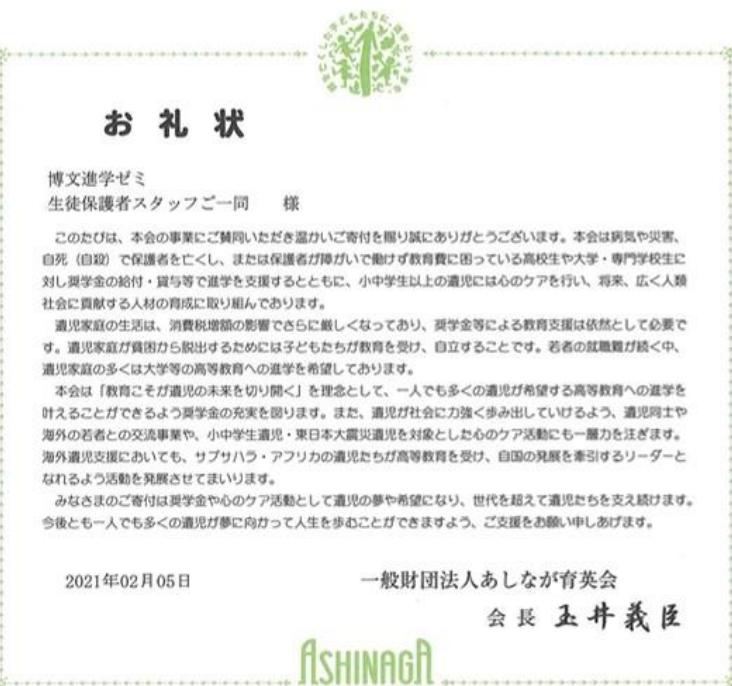 お礼状
博文進学ゼミ
生徒保護者スタッフご一同 様
このたびは、本会の事業にご賛同いただき温かいご寄付を賜り誠にありがとうございます。本会は病気や災害、
自死（自殺）で保護者を亡くし、または保護者が障がいで働けず教育費に困っている高校生や大学・専門学校生に
対し奨学金の給付・貸与等で進学を支援するとともに、小中学生以上の遺児には心のケアを行い、将来、広く人類
社会に貢献する人材の育成に取り組んでおります。
遺児家庭の生活は、消費税増額の影響でさらに厳しくなっており、奨学金等による教育支援は依然として必要で
す。遺児家庭が貧困から脱出するためには子どもたちが教育を受け、自立することです。若者の就職難が続く中、
遺児家庭の多くは大学等の高等教育への進学を希望しております。
本会は「教育こそが遺児の未来を切り開く」を理念として、一人でも多くの遺児が希望する高等教育への進学を
叶えることができるよう奨学金の充実を図ります。また、遺児が社会に力強く歩み出していけるよう、遺児同士や
海外の若者との交流事業や、小中学生遺児・東日本大震災遺児を対象とした心のケア活動にも一層力を注ぎます。
海外遺児支援においても、サブサハラ・アフリカの遺児たちが高等教育を受け、自国の発展を牽引するリーダーと
なれるよう活動を発展させてまいります。
みなさまのご寄付は奨学金や心のケア活動として遺児の夢や希望になり、世代を超えて遺児たちを支え続けます。
今後とも一人でも多くの遺児が夢に向かって人生を歩むことができますよう、ご支援をお願い申しあげます。
2021年02月05日
一般財団法人あしなが育英会
会長 玉井義臣
ASHINAGA